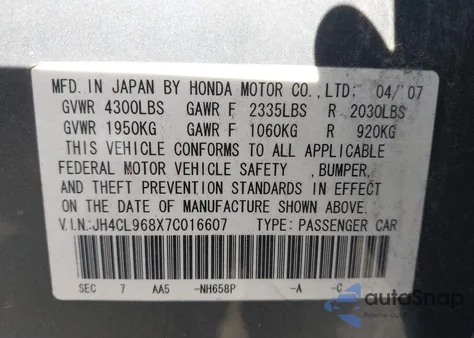 MFD. IN JAPAN BY HONDA MOTOR CO., LTD. 04/'07
GVWR 4300LBS GAWR F 2335LBS R 2030LBS
GVWR 1950KG GAWR F 1060KG R 920KG
THIS VEHICLE CONFORMS TO ALL APPLICABLE
FEDERAL MOTOR VEHICLE SAFETY , BUMPER,
AND THEFT PREVENTION STANDARDS IN EFFECT
ON THE DATE OF MANUFACTURE SHOWN ABOVE.
V.I.N:JH4CL968X7C016607 TYPE: PASSENGER CAR
SEC 7 AA5 -NH658P -A -C
autoSnap